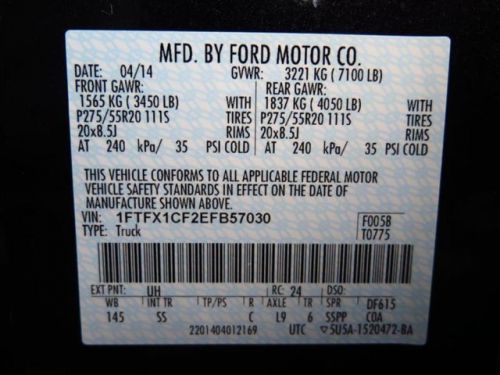 MFD. BY FORD MOTOR CO.
DATE: 04/14 GVWR: 3221 KG ( 7100 LB)
FRONT GAWR: REAR GAWR:
1565 KG ( 3450 LB) WITH 1837 KG ( 4050 LB) WITH
P275/55R20 111S TIRES P275/55R20 111S TIRES
20x8.5J RIMS 20x8.5J RIMS
AT 240 kPa/ 35 PSI COLD AT 240 kPa/ 35 PSI COLD
THIS VEHICLE CONFORMS TO ALL APPLICABLE FEDERAL MOTOR
VEHICLE SAFETY STANDARDS IN EFFECT ON THE DATE OF
MANUFACTURE SHOWN ABOVE.
VIN: 1FTFX1CF2EFB57030 F0058
TYPE: Truck T0775
EXT PNT: UH RC: 24 DSO:
WB INT TR TP/PS R AXLE TR SPR DF615
145 SS C L9 6 SSPP COA
2201404012169 UTC ▽5U5A-1520472-BA